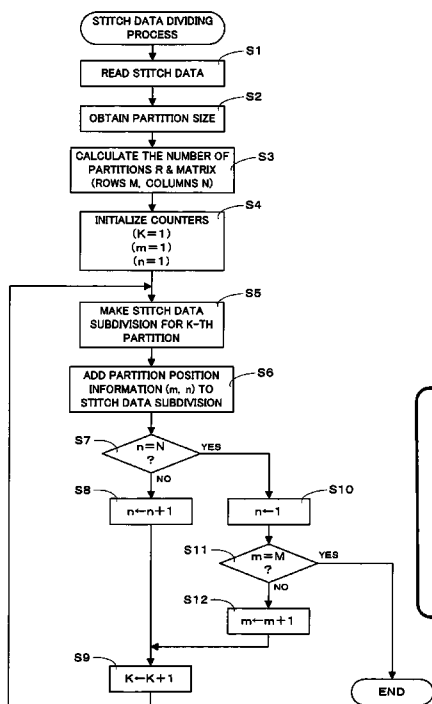 STITCH DATA DIVIDING
PROCESS
S1
READ STITCH DATA
S2
OBTAIN PARTITION SIZE
S3
CALCULATE THE NUMBER OF
PARTITIONS R & MATRIX
(ROWS M, COLUMNS N)
S4
INITIALIZE COUNTERS
(K=1)
(m=1)
(n=1)
S5
MAKE STITCH DATA
SUBDIVISION FOR K-TH
PARTITION
S6
ADD PARTITION POSITION
INFORMATION (m, n) TO
STITCH DATA SUBDIVISION
S7
n=N
?
YES
NO
S8
n←n+1
S10
n←1
S11
m=M
?
YES
NO
S12
m←m+1
S9
K←K+1
END